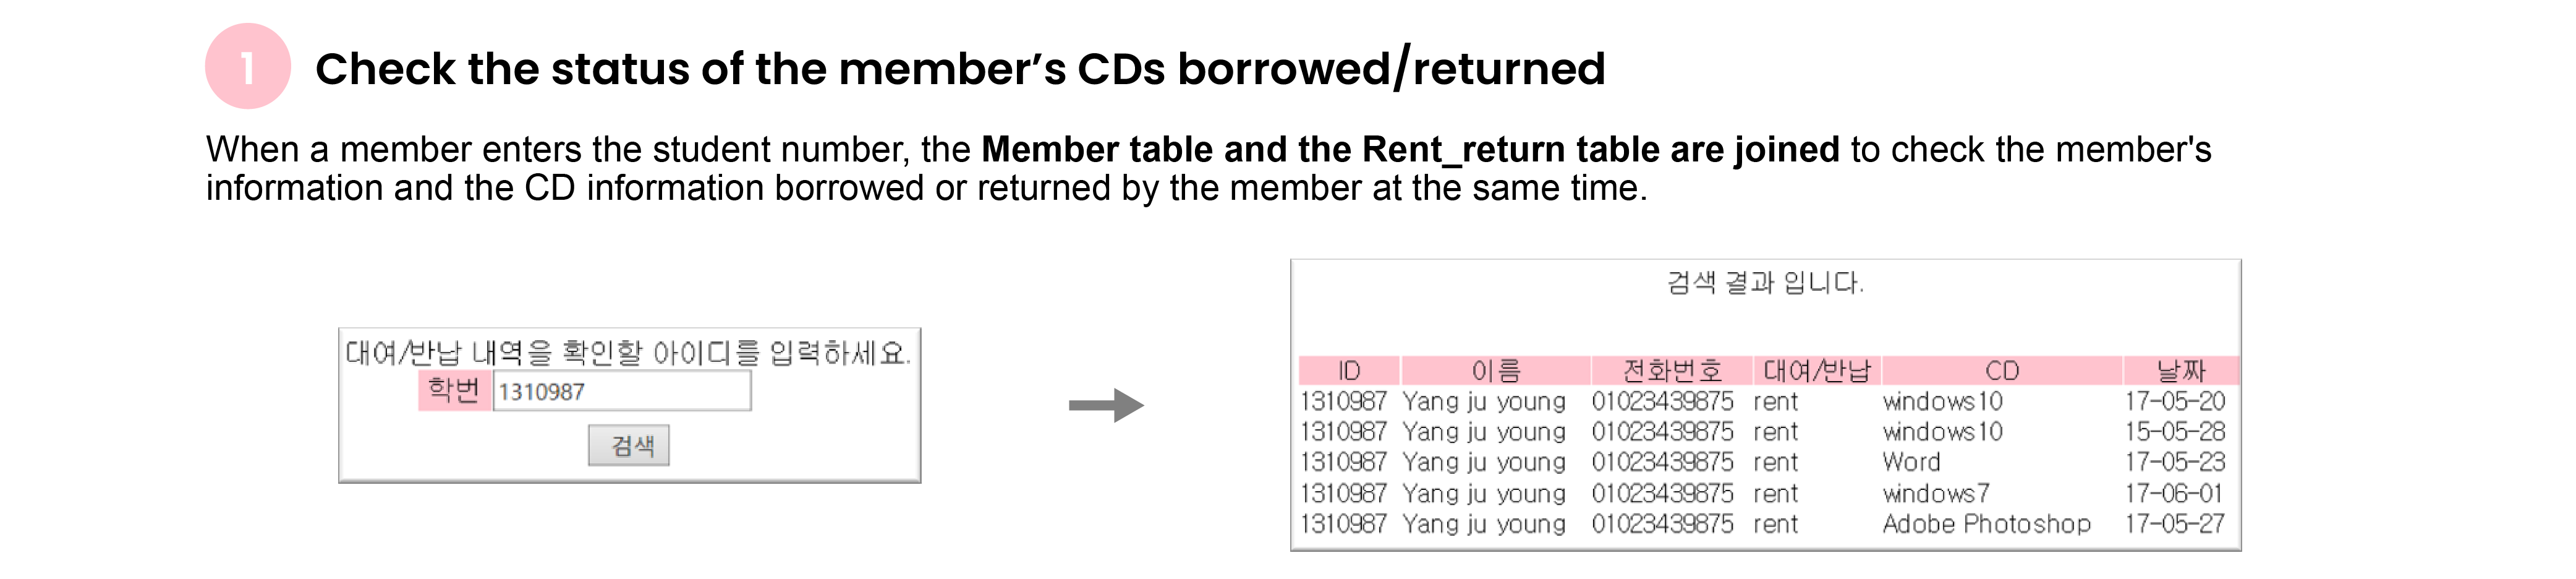 1 Check the status of the member’s CDs borrowed/returned
When a member enters the student number, the Member table and the Rent_return table are joined to check the member's
information and the CD information borrowed or returned by the member at the same time.
대여/반납 내역을 확인할 아이디를 입력하세요.
학번 1310987
검색
검색 결과 입니다.
ID 이름 전화번호 대여/반납 CD 날짜
1310987 Yang ju young 01023439875 rent windows10 17-05-20
1310987 Yang ju young 01023439875 rent windows10 15-05-28
1310987 Yang ju young 01023439875 rent Word 17-05-23
1310987 Yang ju young 01023439875 rent windows7 17-06-01
1310987 Yang ju young 01023439875 rent Adobe Photoshop 17-05-27